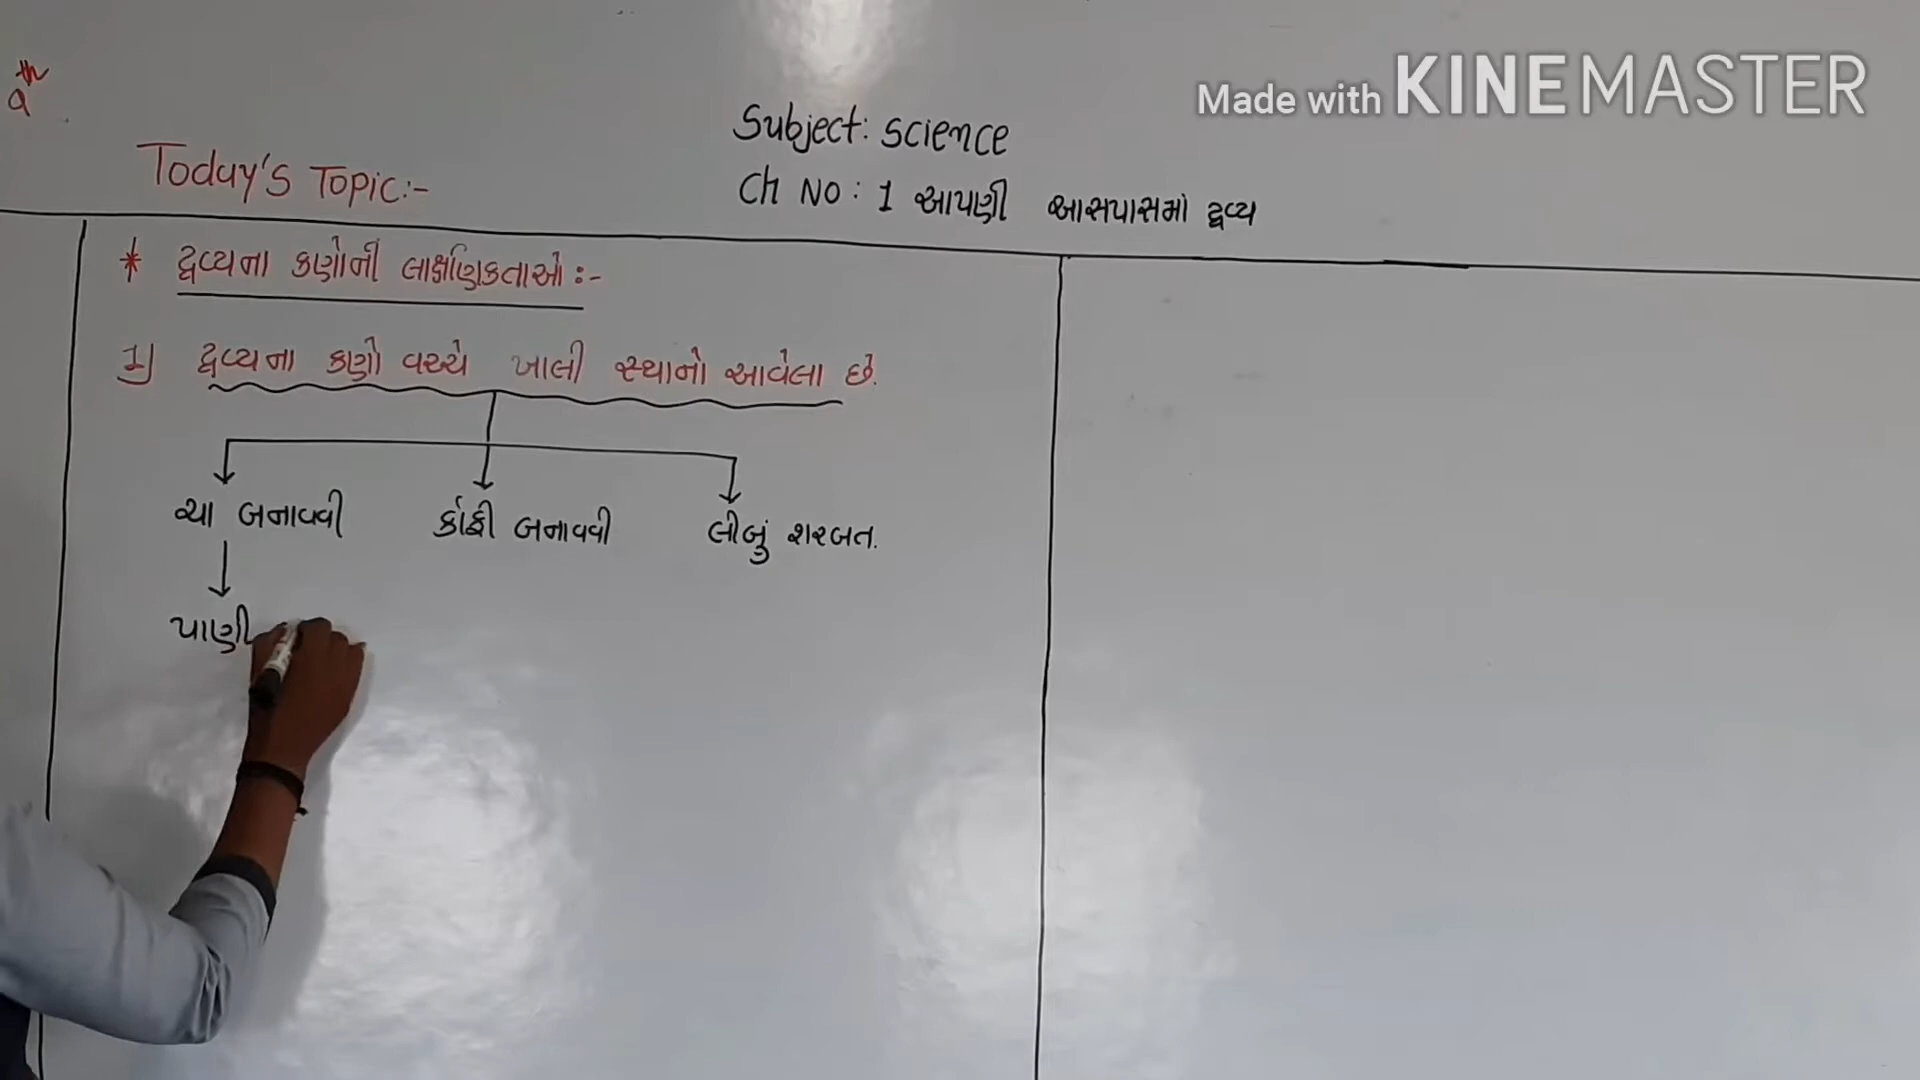 Made with KINEMASTER
9th
Subject: Science
Today's Topic:-
Ch No: 1 આપણી આસપાસમાં દ્રવ્ય
* દ્રવ્યના કણોની લાક્ષણિકતાઓ :-
1) દ્રવ્યના કણો વચ્ચે ખાલી સ્થાનો આવેલા છે.
ચા બનાવવી કોફી બનાવવી લીબું શરબત.
પાણી